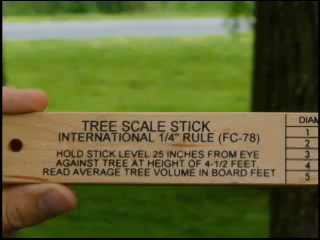 TREE SCALE STICK
INTERNATIONAL 1/4" RULE (FC-78)
HOLD STICK LEVEL 25 INCHES FROM EYE
AGAINST TREE AT HEIGHT OF 4-1/2 FEET.
READ AVERAGE TREE VOLUME IN BOARD FEET
DIAM
1
2
3
4
5